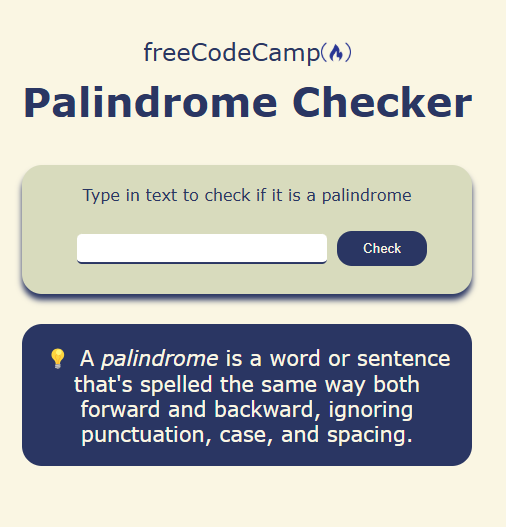 freeCodeCamp(🔥)
Palindrome Checker
Type in text to check if it is a palindrome
Check
💡 A palindrome is a word or sentence
that's spelled the same way both
forward and backward, ignoring
punctuation, case, and spacing.